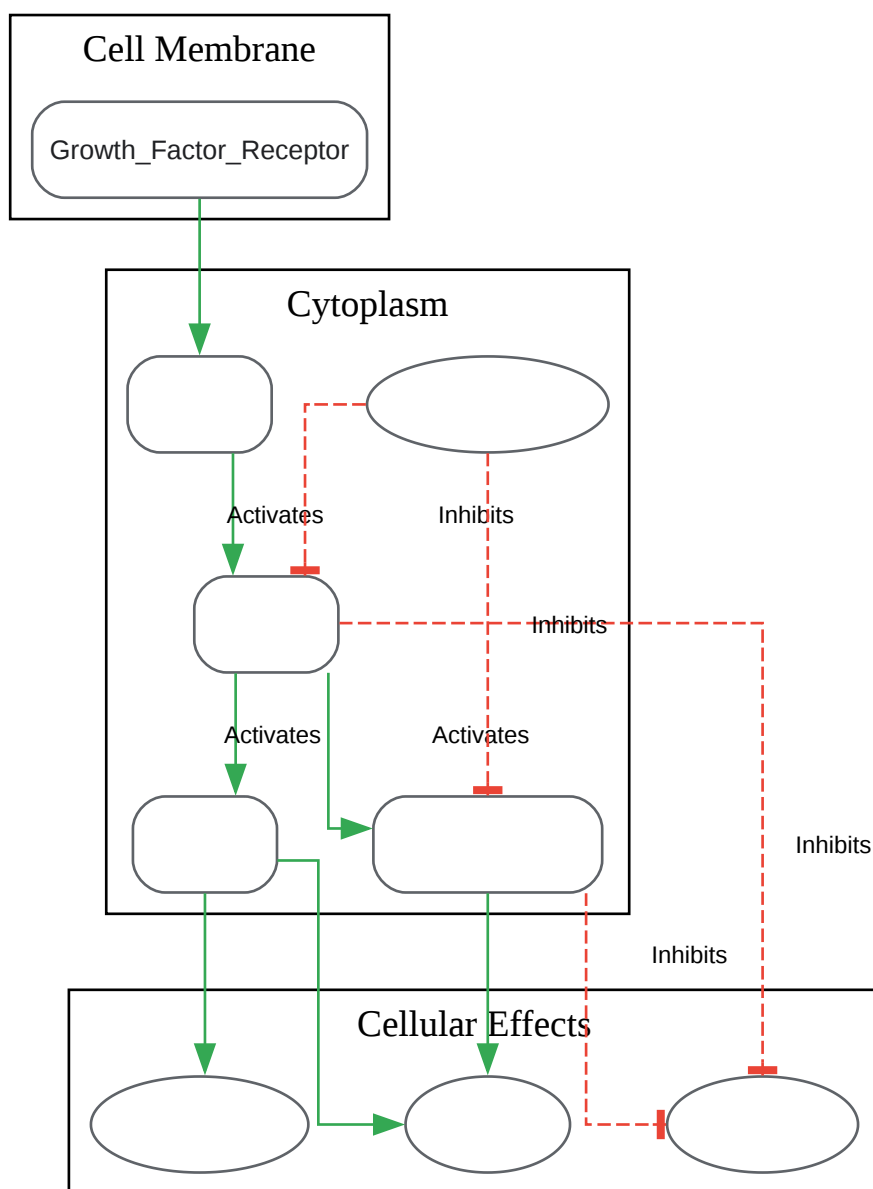 Cell Membrane
Growth_Factor_Receptor
Cytoplasm
Activates
Inhibits
Inhibits
Activates
Activates
Inhibits
Inhibits
Cellular Effects